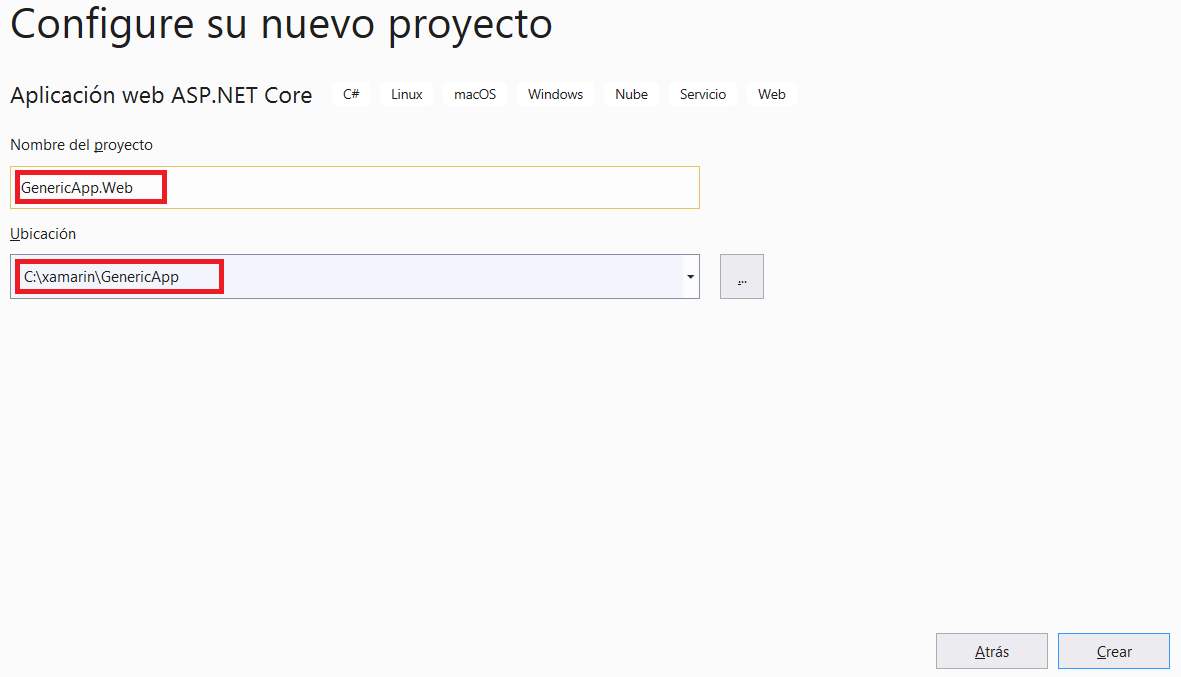 Configure su nuevo proyecto
Aplicación web ASP.NET Core C# Linux macOS Windows Nube Servicio Web
Nombre del proyecto
GenericApp.Web
Ubicación
C:\xamarin\GenericApp
...
Atrás Crear